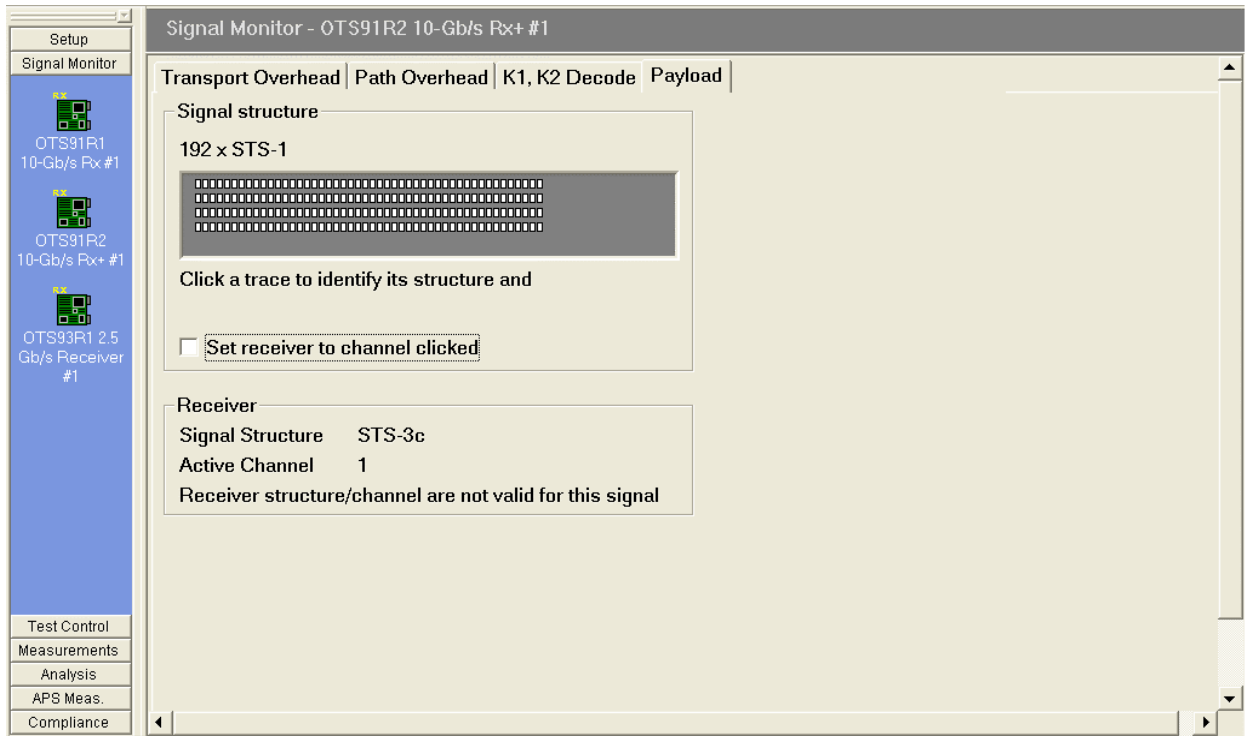 Setup
Signal Monitor
RX
OTS91R1
10-Gb/s Rx #1
RX
OTS91R2
10-Gb/s Rx+ #1
RX
OTS93R1 2.5
Gb/s Receiver
#1
Test Control
Measurements
Analysis
APS Meas.
Compliance
Signal Monitor - OTS91R2 10-Gb/s Rx+ #1
Transport Overhead Path Overhead K1, K2 Decode Payload
Signal structure
192 x STS-1
Click a trace to identify its structure and
Set receiver to channel clicked
Receiver
Signal Structure STS-3c
Active Channel 1
Receiver structure/channel are not valid for this signal